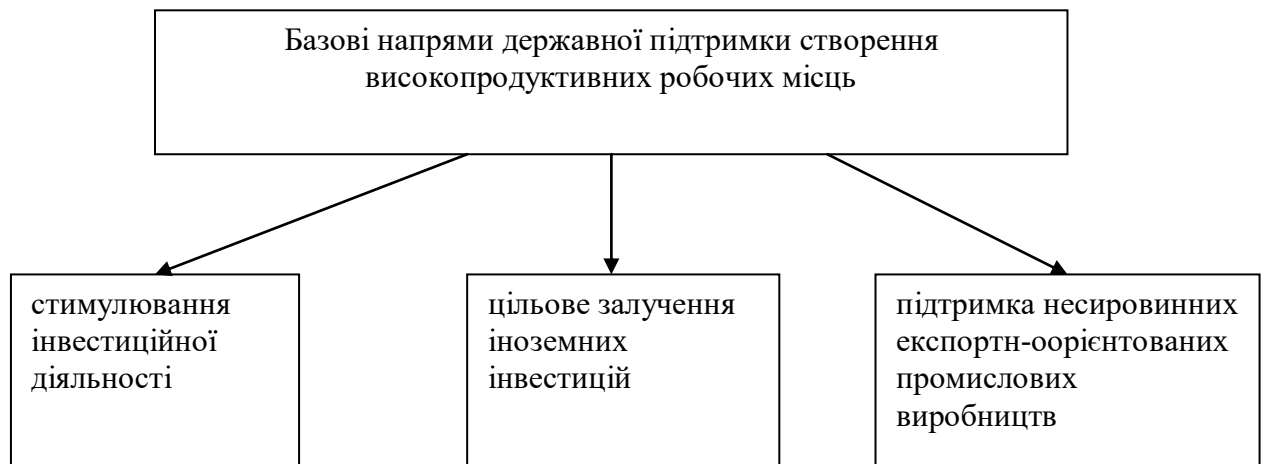 Базові напрями державної підтримки створення
високопродуктивних робочих місць
стимулювання
інвестиційної
діяльності
цільове залучення
іноземних
інвестицій
підтримка несировинних
експортн-оорієнтованих
промислових
виробництв